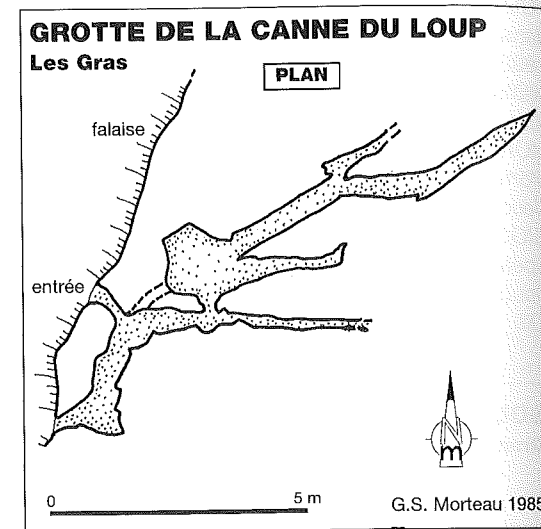 GROTTE DE LA CANNE DU LOUP
Les Gras
PLAN
falaise
entrée
N
0 5 m
G.S. Morteau 1985